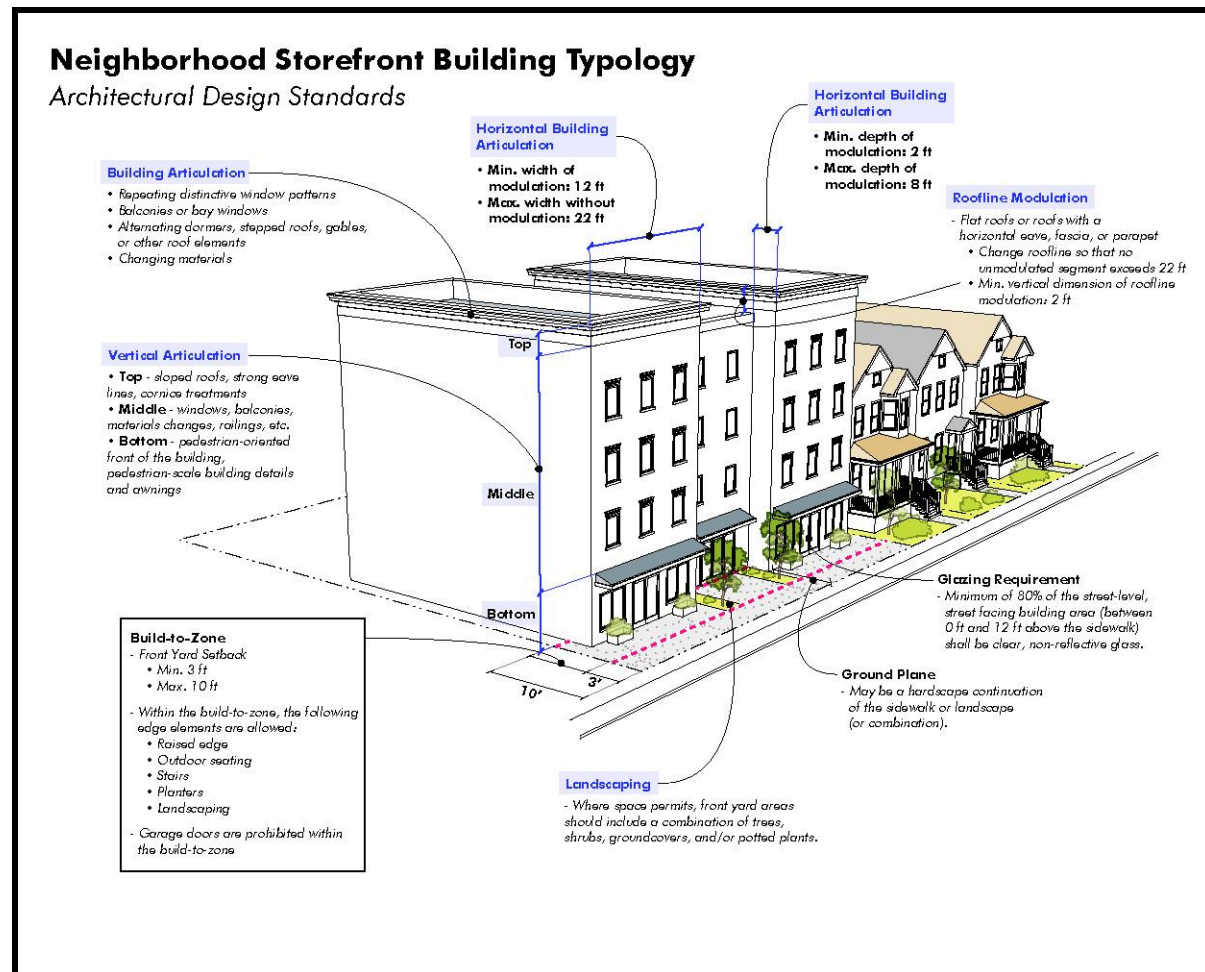 Neighborhood Storefront Building Typology
Architectural Design Standards
Horizontal Building
Articulation
• Min. width of
modulation: 12 ft
• Max. width without
modulation: 22 ft
Horizontal Building
Articulation
• Min. depth of
modulation: 2 ft
• Max. depth of
modulation: 8 ft
Building Articulation
• Repeating distinctive window patterns
• Balconies or bay windows
• Alternating dormers, stepped roofs, gables,
or other roof elements
• Changing materials
Roofline Modulation
- Flat roofs or roofs with a
horizontal eave, fascia, or parapet
• Change roofline so that no
unmodulated segment exceeds 22 ft
• Min. vertical dimension of roofline
modulation: 2 ft
Vertical Articulation
• Top - sloped roofs, strong eave
lines, cornice treatments
• Middle - windows, balconies,
materials changes, railings, etc.
• Bottom - pedestrian-oriented
front of the building,
pedestrian-scale building details
and awnings
Top
Middle
Bottom
10'
3'
Build-to-Zone
- Front Yard Setback
• Min. 3 ft
• Max. 10 ft
- Within the build-to-zone, the following
edge elements are allowed:
• Raised edge
• Outdoor seating
• Stairs
• Planters
• Landscaping
- Garage doors are prohibited within
the build-to-zone
Glazing Requirement
- Minimum of 80% of the street-level,
street facing building area (between
0 ft and 12 ft above the sidewalk)
shall be clear, non-reflective glass.
Ground Plane
- May be a hardscape continuation
of the sidewalk or landscape
(or combination).
Landscaping
- Where space permits, front yard areas
should include a combination of trees,
shrubs, groundcovers, and/or potted plants.